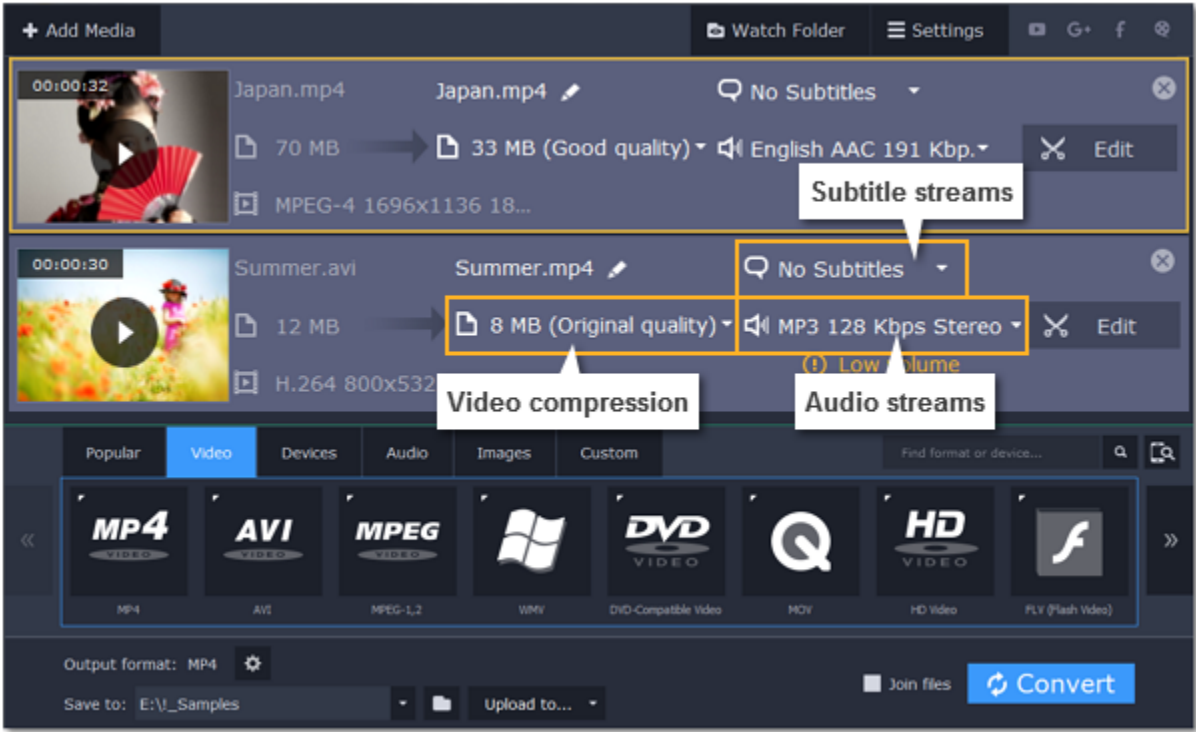 Add Media
Watch Folder
Settings
G+
f
00:00:32
Japan.mp4
Japan.mp4
No Subtitles
70 MB
33 MB (Good quality)
English AAC 191 Kbp.
Edit
MPEG-4 1696x1136 18...
Subtitle streams
00:00:30
Summer.avi
Summer.mp4
No Subtitles
12 MB
8 MB (Original quality)
MP3 128 Kbps Stereo
Edit
H.264 800x532
Low
Video compression
Audio streams
Popular
Video
Devices
Audio
Images
Custom
Find format or device...
MP4 VIDEO
AVI VIDEO
MPEG VIDEO
DVD VIDEO
HD VIDEO
MP4
AVI
MPEG-1,2
WMV
DVD-Compatible Video
MOV
HD Video
FLV (Flash Video)
Output format: MP4
Join files
Convert
Save to: E:\!_Samples
Upload to...